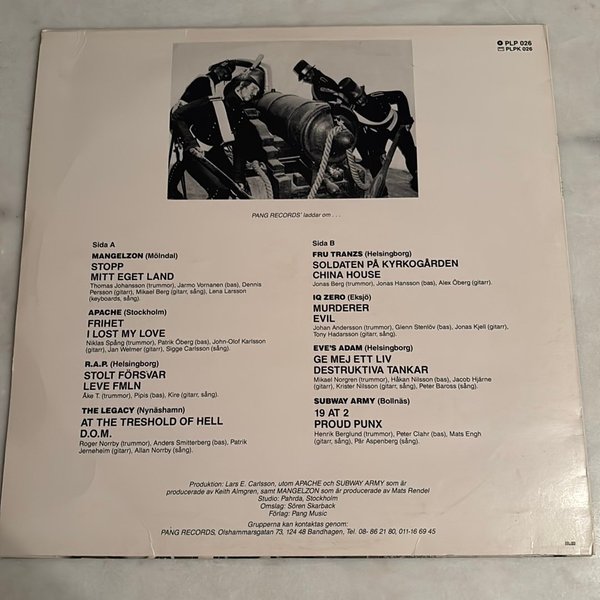 PLP 026
PLPK 026
PANG RECORDS' laddar om . . .
Sida A
MANGELZON (Mölndal)
STOPP
MITT EGET LAND
Thomas Johansson (trummor), Jarmo Vornanen (bas), Dennis
Persson (gitarr), Mikael Berg (gitarr, sång), Lena Larsson
(keyboards, sång).
APACHE (Stockholm)
FRIHET
I LOST MY LOVE
Niklas Spång (trummor), Patrik Öberg (bas), John-Olof Karlsson
(gitarr), Jan Welmer (gitarr), Sigge Carlsson (sång).
R.A.P. (Helsingborg)
STOLT FÖRSVAR
LEVE FMLN
Åke T. (trummor), Pipis (bas), Kire (gitarr, sång).
THE LEGACY (Nynäshamn)
AT THE TRESHOLD OF HELL
D.O.M.
Roger Norrby (trummor), Anders Smitterberg (bas), Patrik
Jerneheim (gitarr), Allan Norrby (sång).
Sida B
FRU TRANZS (Helsingborg)
SOLDATEN PÅ KYRKOGÅRDEN
CHINA HOUSE
Jonas Berg (trummor), Jonas Hansson (bas), Alex Öberg (gitarr).
IQ ZERO (Eksjö)
MURDERER
EVIL
Johan Andersson (trummor), Glenn Stenlöv (bas), Jonas Kjell (gitarr),
Tony Hadarsson (gitarr, sång).
EVE'S ADAM (Helsingborg)
GE MEJ ETT LIV
DESTRUKTIVA TANKAR
Mikael Norgren (trummor), Håkan Nilsson (bas), Jacob Hjärne
(gitarr), Krister Nilsson (gitarr, sång), Peter Baross (sång).
SUBWAY ARMY (Bollnäs)
19 AT 2
PROUD PUNX
Henrik Berglund (trummor), Peter Clahr (bas), Mats Engh
(gitarr, sång), Pär Aspenberg (sång).
Produktion: Lars E. Carlsson, utom APACHE och SUBWAY ARMY som är
producerade av Keith Almgren, samt MANGELZON som är producerade av Mats Rendel
Studio: Pahrda, Stockholm
Omslag: Sören Skarback
Förlag: Pang Music
Grupperna kan kontaktas genom:
PANG RECORDS, Olshammarsgatan 73, 124 48 Bandhagen, Tel. 08- 86 21 80, 011-16 69 45